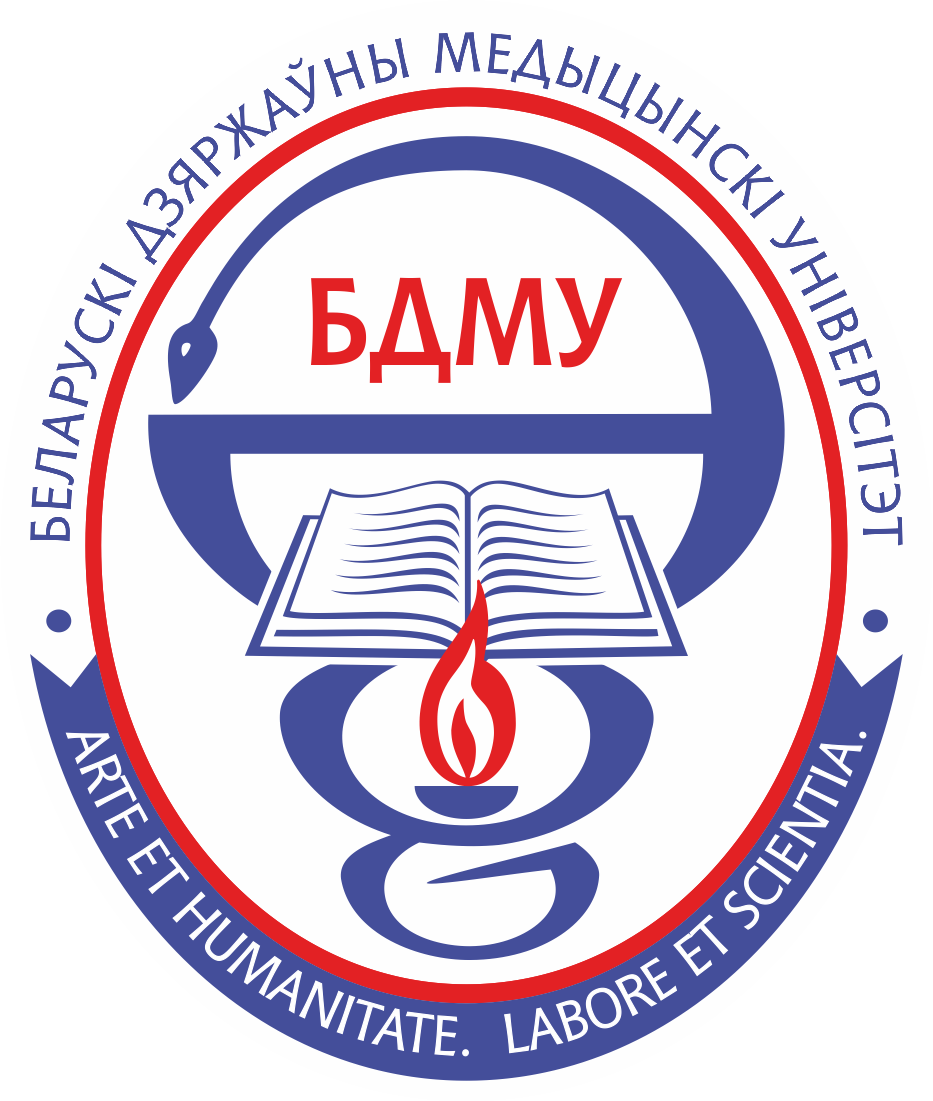 БЕЛАРУСКІ ДЗЯРЖАЎНЫ МЕДЫЦЫНСКІ УНІВЕРСІТЭТ
БДМУ
ARTE ET HUMANITATE. LABORE ET SCIENTIA.